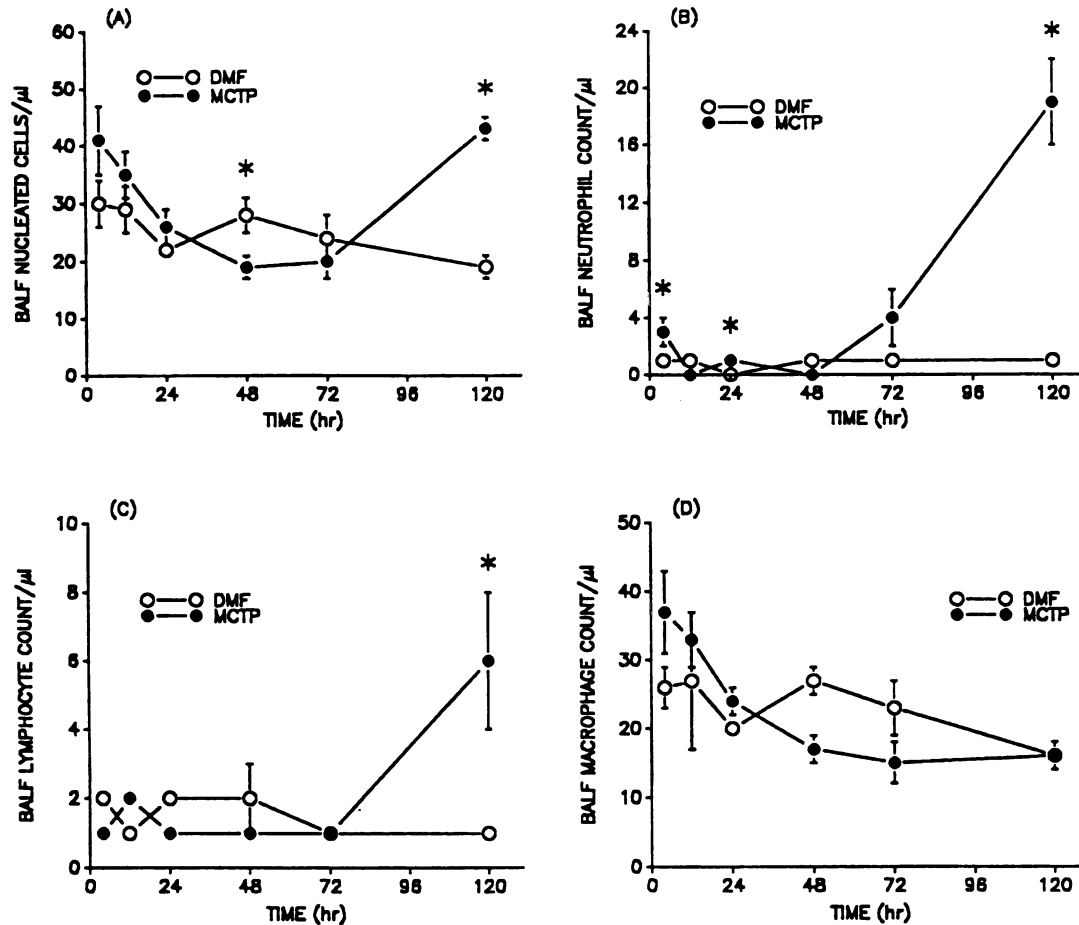 (A)
60
50
40
30
20
10
0
BALF NUCLEATED CELLS/μl
DMF
MCTP
*
*
0 24 48 72 96 120
TIME (hr)
(B)
24
20
16
12
8
4
0
BALF NEUTROPHIL COUNT/μl
DMF
MCTP
*
*
*
0 24 48 72 96 120
TIME (hr)
(C)
10
8
6
4
2
0
BALF LYMPHOCYTE COUNT/μl
DMF
MCTP
*
0 24 48 72 96 120
TIME (hr)
(D)
50
40
30
20
10
0
BALF MACROPHAGE COUNT/μl
DMF
MCTP
0 24 48 72 96 120
TIME (hr)